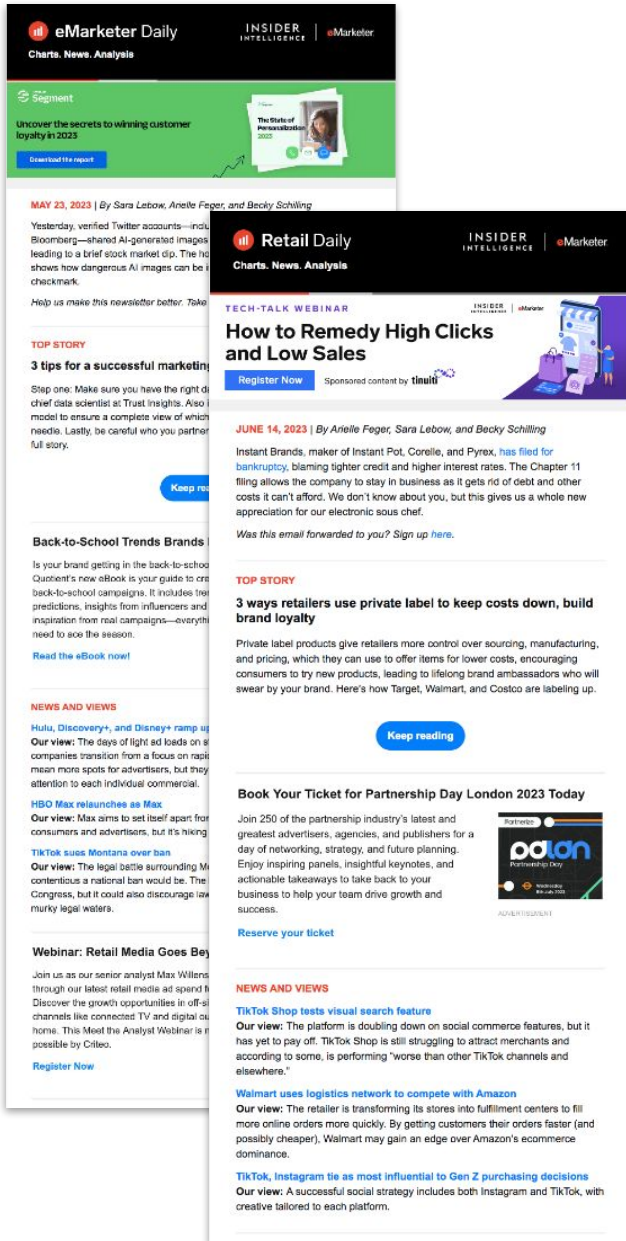 eMarketer Daily
INSIDER
INTELLIGENCE
eMarketer
Charts. News. Analysis
Segment
Uncover the secrets to winning customer
loyalty in 2023
Download the report
The State of
Personalization
2023
MAY 23, 2023 | By Sara Lebow, Arielle Feger, and Becky Schilling
Yesterday, verified Twitter accounts—inclu
Bloomberg—shared AI-generated images
leading to a brief stock market dip. The ho
shows how dangerous AI images can be i
checkmark.
Help us make this newsletter better. Take
TOP STORY
3 tips for a successful marketing
Step one: Make sure you have the right da
chief data scientist at Trust Insights. Also i
model to ensure a complete view of which
needle. Lastly, be careful who you partner
full story.
Keep rea
Back-to-School Trends Brands
Is your brand getting in the back-to-schoo
Quotient's new eBook is your guide to cre
back-to-school campaigns. It includes tren
predictions, insights from influencers and
inspiration from real campaigns—everythi
need to ace the season.
Read the eBook now!
NEWS AND VIEWS
Hulu, Discovery+, and Disney+ ramp up
Our view: The days of light ad loads on s
companies transition from a focus on rapid
mean more spots for advertisers, but they
attention to each individual commercial.
HBO Max relaunches as Max
Our view: Max aims to set itself apart from
consumers and advertisers, but it's hiking
TikTok sues Montana over ban
Our view: The legal battle surrounding Mo
contentious a national ban would be. The
Congress, but it could also discourage law
murky legal waters.
Webinar: Retail Media Goes Bey
Join us as our senior analyst Max Willens
through our latest retail media ad spend f
Discover the growth opportunities in off-si
channels like connected TV and digital ou
home. This Meet the Analyst Webinar is m
possible by Criteo.
Register Now
Retail Daily
INSIDER
INTELLIGENCE
eMarketer
Charts. News. Analysis
TECH-TALK WEBINAR
INSIDER
INTELLIGENCE
eMarketer
How to Remedy High Clicks
and Low Sales
Register Now
Sponsored content by tinuiti
JUNE 14, 2023 | By Arielle Feger, Sara Lebow, and Becky Schilling
Instant Brands, maker of Instant Pot, Corelle, and Pyrex, has filed for
bankruptcy, blaming tighter credit and higher interest rates. The Chapter 11
filing allows the company to stay in business as it gets rid of debt and other
costs it can't afford. We don't know about you, but this gives us a whole new
appreciation for our electronic sous chef.
Was this email forwarded to you? Sign up here.
TOP STORY
3 ways retailers use private label to keep costs down, build
brand loyalty
Private label products give retailers more control over sourcing, manufacturing,
and pricing, which they can use to offer items for lower costs, encouraging
consumers to try new products, leading to lifelong brand ambassadors who will
swear by your brand. Here's how Target, Walmart, and Costco are labeling up.
Keep reading
Book Your Ticket for Partnership Day London 2023 Today
Join 250 of the partnership industry's latest and
greatest advertisers, agencies, and publishers for a
day of networking, strategy, and future planning.
Enjoy inspiring panels, insightful keynotes, and
actionable takeaways to take back to your
business to help your team drive growth and
success.
Reserve your ticket
Partnerize
pdldn
Partnership Day
Wednesday
5th July 2023
ADVERTISEMENT
NEWS AND VIEWS
TikTok Shop tests visual search feature
Our view: The platform is doubling down on social commerce features, but it
has yet to pay off. TikTok Shop is still struggling to attract merchants and
according to some, is performing "worse than other TikTok channels and
elsewhere."
Walmart uses logistics network to compete with Amazon
Our view: The retailer is transforming its stores into fulfillment centers to fill
more online orders more quickly. By getting customers their orders faster (and
possibly cheaper), Walmart may gain an edge over Amazon's ecommerce
dominance.
TikTok, Instagram tie as most influential to Gen Z purchasing decisions
Our view: A successful social strategy includes both Instagram and TikTok, with
creative tailored to each platform.